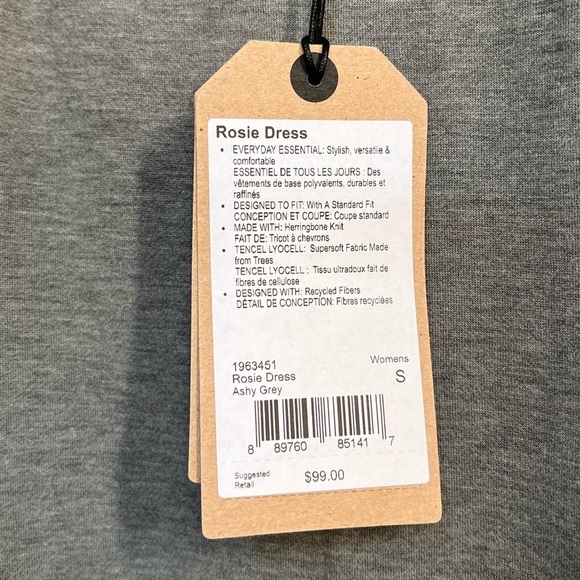 Rosie Dress
• EVERYDAY ESSENTIAL: Stylish, versatile &
comfortable
ESSENTIEL DE TOUS LES JOURS : Des
vêtements de base polyvalents, durables et
raffinés
• DESIGNED TO FIT: With A Standard Fit
CONCEPTION ET COUPE: Coupe standard
• MADE WITH: Herringbone Knit
FAIT DE: Tricot à chevrons
• TENCEL LYOCELL: Supersoft Fabric Made
from Trees
TENCEL LYOCELL : Tissu ultradoux fait de
fibres de cellulose
• DESIGNED WITH: Recycled Fibers
DÉTAIL DE CONCEPTION: Fibres recyclées
1963451 Womens
Rosie Dress S
Ashy Grey
8 89760 85141 7
Suggested
Retail $99.00